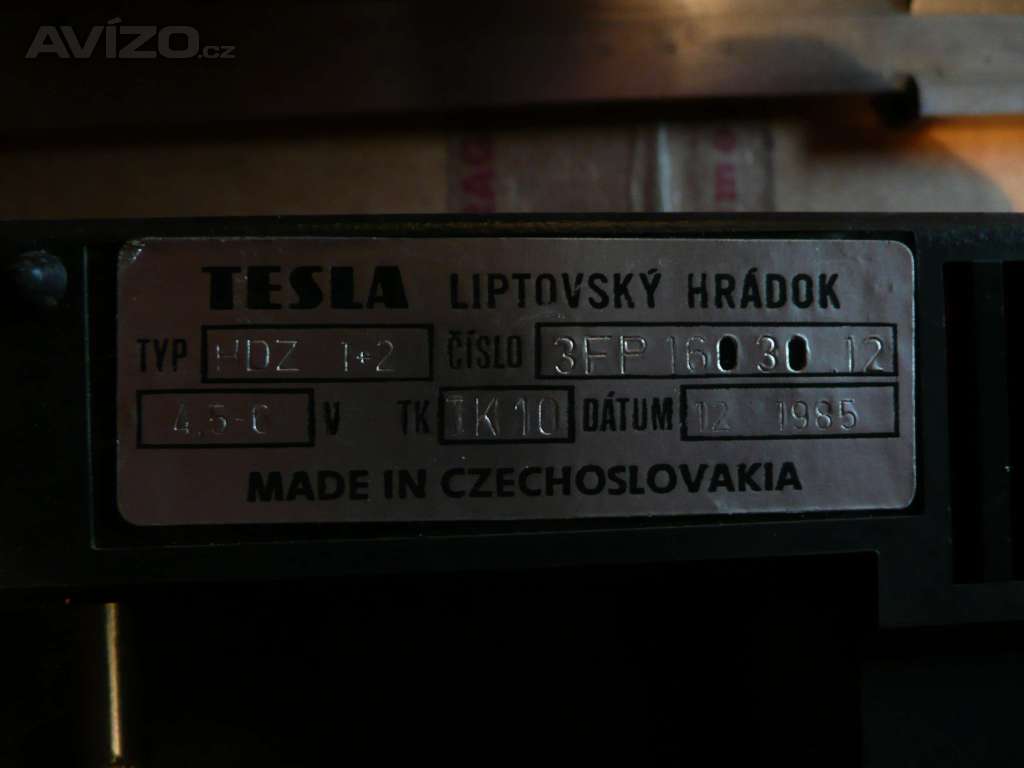 AVÍZO.cz
TESLA LIPTOVSKÝ HRÁDOK
TYP HDZ 1+2 ČÍSLO 3FP 160 30 .12
4,5-6 V TK TK10 DÁTUM 12 1985
MADE IN CZECHOSLOVAKIA